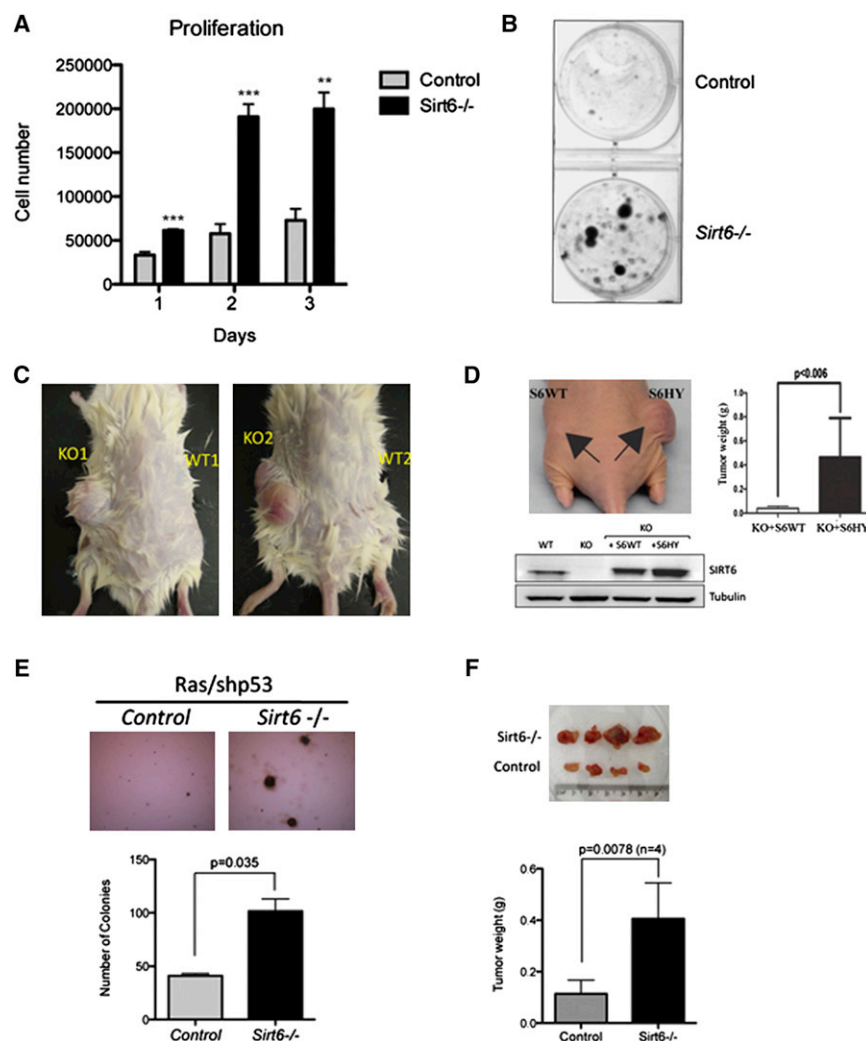 A
Proliferation
Cell number
250000
200000
150000
100000
50000
0
***
***
**
1 2 3
Days
Control
Sirt6-/-
B
Control
Sirt6-/-
C
KO1
WT1
KO2
WT2
D
S6WT
S6HY
p<0.006
Tumor weight (g)
1.0
0.8
0.6
0.4
0.2
0.0
KO+S6WT KO+S6HY
KO
WT KO + S6WT +S6HY
SIRT6
Tubulin
E
Ras/shp53
Control Sirt6 -/-
p=0.035
Number of Colonies
150
100
50
0
Control Sirt6-/-
F
Sirt6-/-
Control
p=0.0078 (n=4)
Tumor weight (g)
0.6
0.4
0.2
0.0
Control Sirt6-/-